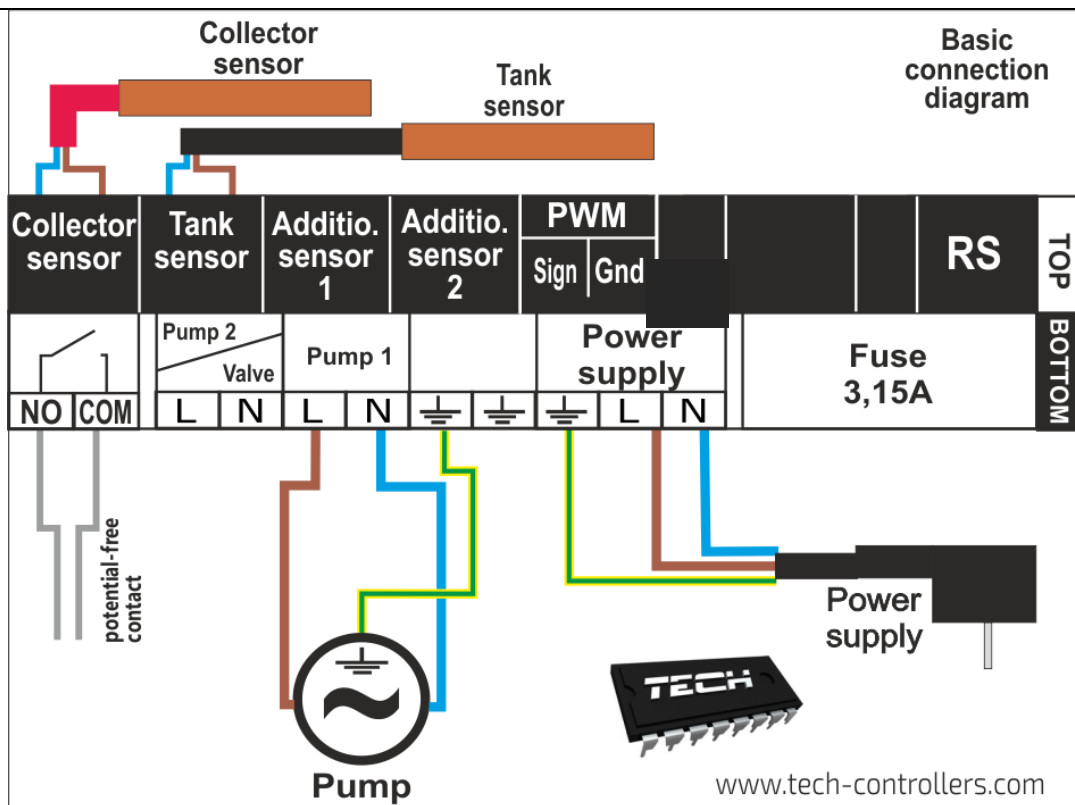 Collector
sensor
Tank
sensor
Basic
connection
diagram
Collector
sensor
Tank
sensor
Additio.
sensor
1
Additio.
sensor
2
PWM
Sign Gnd
RS
TOP
Pump 2
Valve
Pump 1
Power
supply
Fuse
3,15A
BOTTOM
NO COM L N L N L N
potential-free
contact
Power
supply
TECH
Pump
www.tech-controllers.com